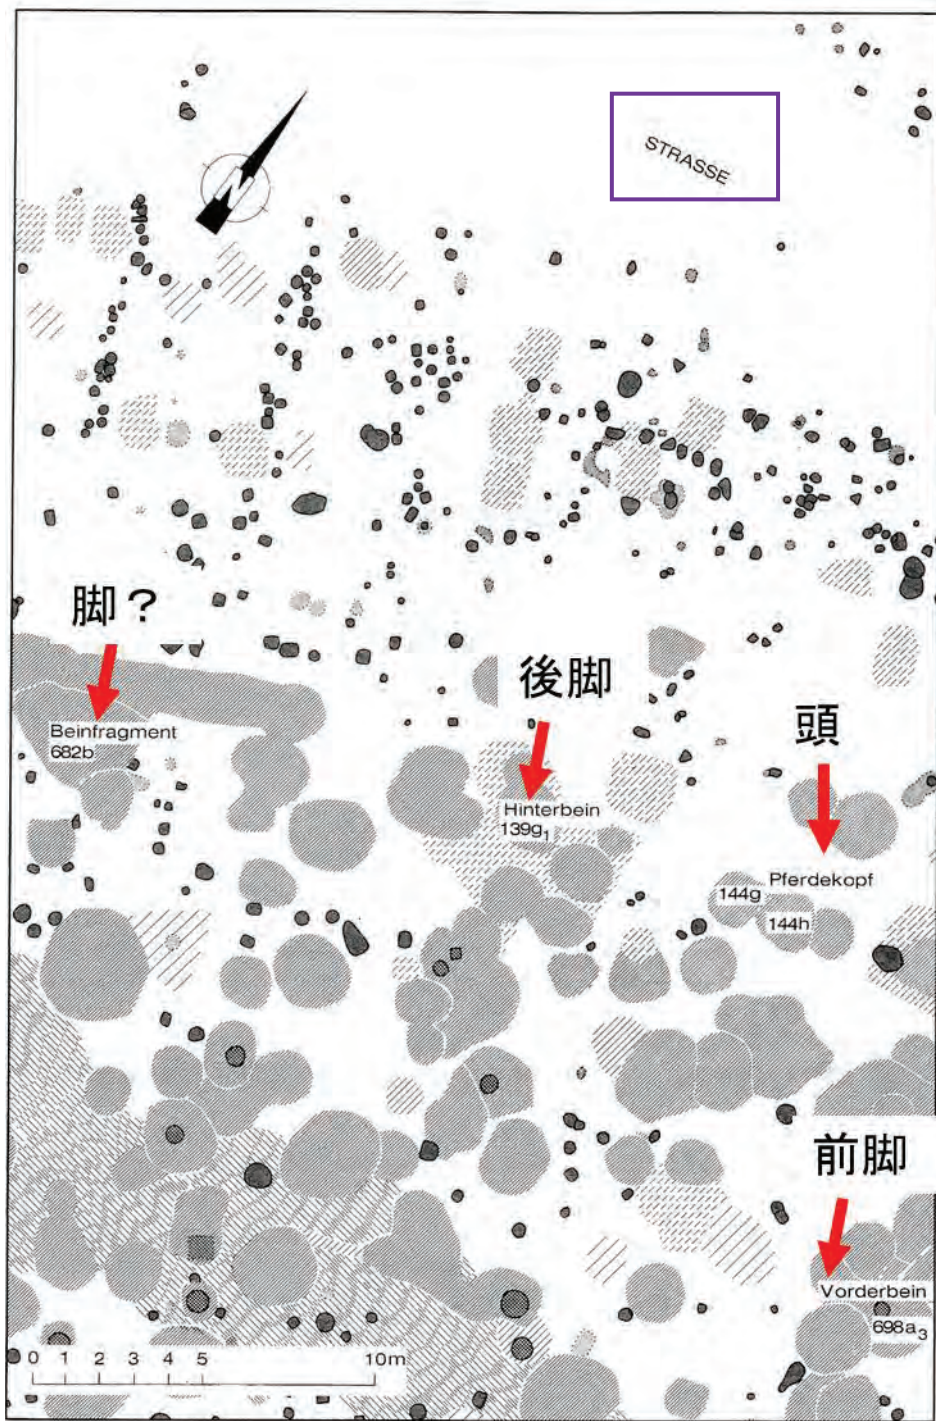 STRASSE
N
脚？
Beinfragment
682b
後脚
Hinterbein
139g₁
頭
Pferdekopf
144g
144h
前脚
Vorderbein
698a₃
0 1 2 3 4 5 10m